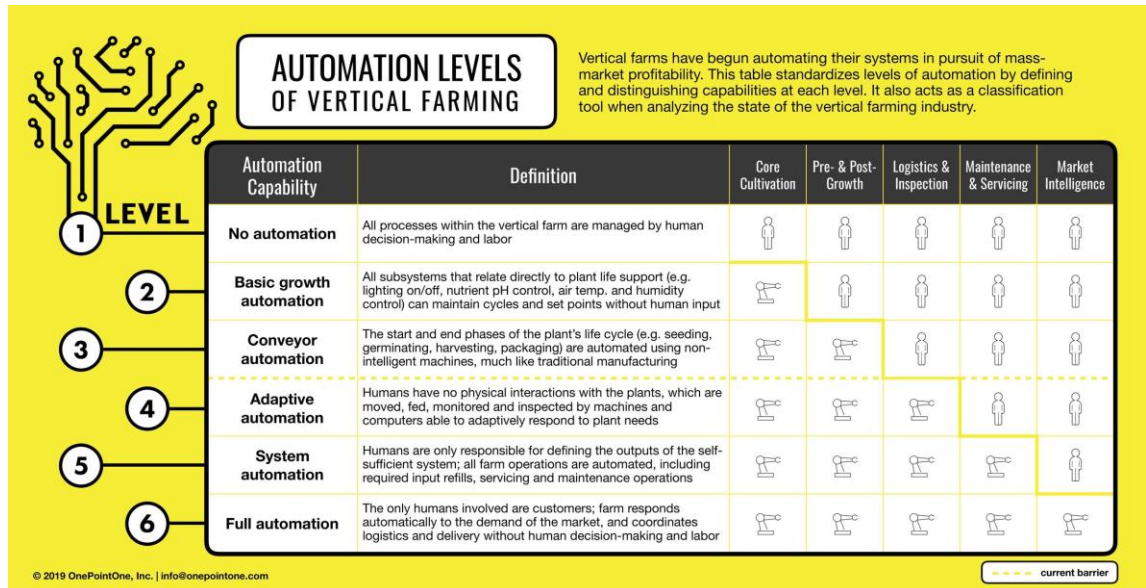 AUTOMATION LEVELS
OF VERTICAL FARMING
Vertical farms have begun automating their systems in pursuit of mass-
market profitability. This table standardizes levels of automation by defining
and distinguishing capabilities at each level. It also acts as a classification
tool when analyzing the state of the vertical farming industry.
LEVEL
Automation
Capability
Definition
Core
Cultivation
Pre- & Post-
Growth
Logistics &
Inspection
Maintenance
& Servicing
Market
Intelligence
1
No automation
All processes within the vertical farm are managed by human
decision-making and labor
2
Basic growth
automation
All subsystems that relate directly to plant life support (e.g.
lighting on/off, nutrient pH control, air temp. and humidity
control) can maintain cycles and set points without human input
3
Conveyor
automation
The start and end phases of the plant's life cycle (e.g. seeding,
germinating, harvesting, packaging) are automated using non-
intelligent machines, much like traditional manufacturing
4
Adaptive
automation
Humans have no physical interactions with the plants, which are
moved, fed, monitored and inspected by machines and
computers able to adaptively respond to plant needs
5
System
automation
Humans are only responsible for defining the outputs of the self-
sufficient system; all farm operations are automated, including
required input refills, servicing and maintenance operations
6
Full automation
The only humans involved are customers; farm responds
automatically to the demand of the market, and coordinates
logistics and delivery without human decision-making and labor
© 2019 OnePointOne, Inc. | info@onepointone.com
current barrier